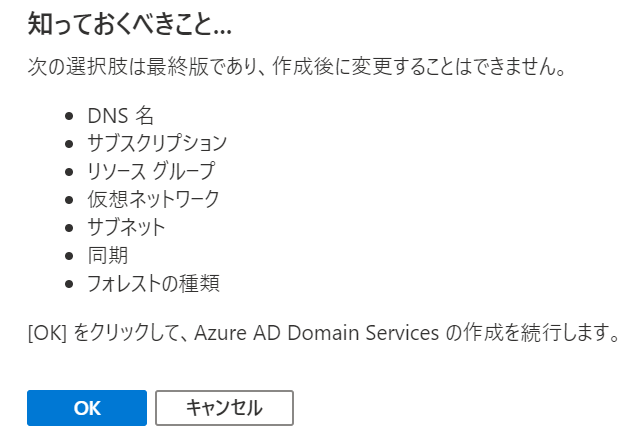 知っておくべきこと...
次の選択肢は最終版であり、作成後に変更することはできません。
• DNS 名
• サブスクリプション
• リソース グループ
• 仮想ネットワーク
• サブネット
• 同期
• フォレストの種類
[OK] をクリックして、Azure AD Domain Services の作成を続行します。
OK キャンセル